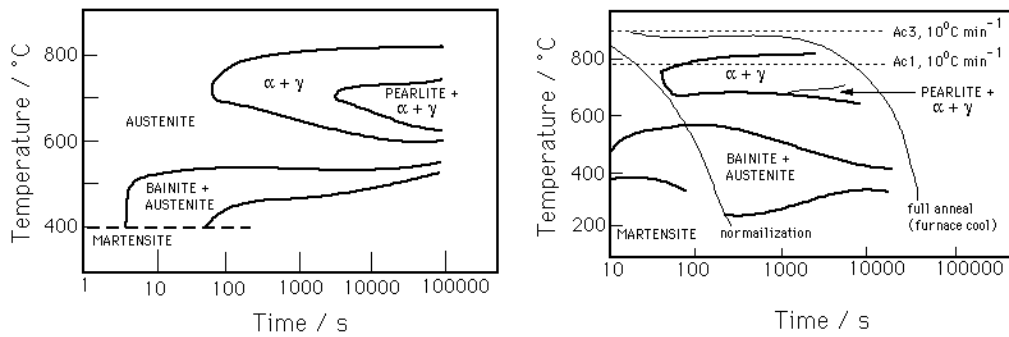 Temperature / °C
800
600
400
AUSTENITE
α + γ
PEARLITE +
α + γ
BAINITE +
AUSTENITE
MARTENSITE
1
10
100
1000
10000
100000
Time / s
Temperature / °C
800
600
400
200
Ac3, 10°C min⁻¹
Ac1, 10°C min⁻¹
α + γ
PEARLITE +
α + γ
BAINITE +
AUSTENITE
MARTENSITE
normailization
full anneal
(furnace cool)
10
100
1000
10000
100000
Time / s